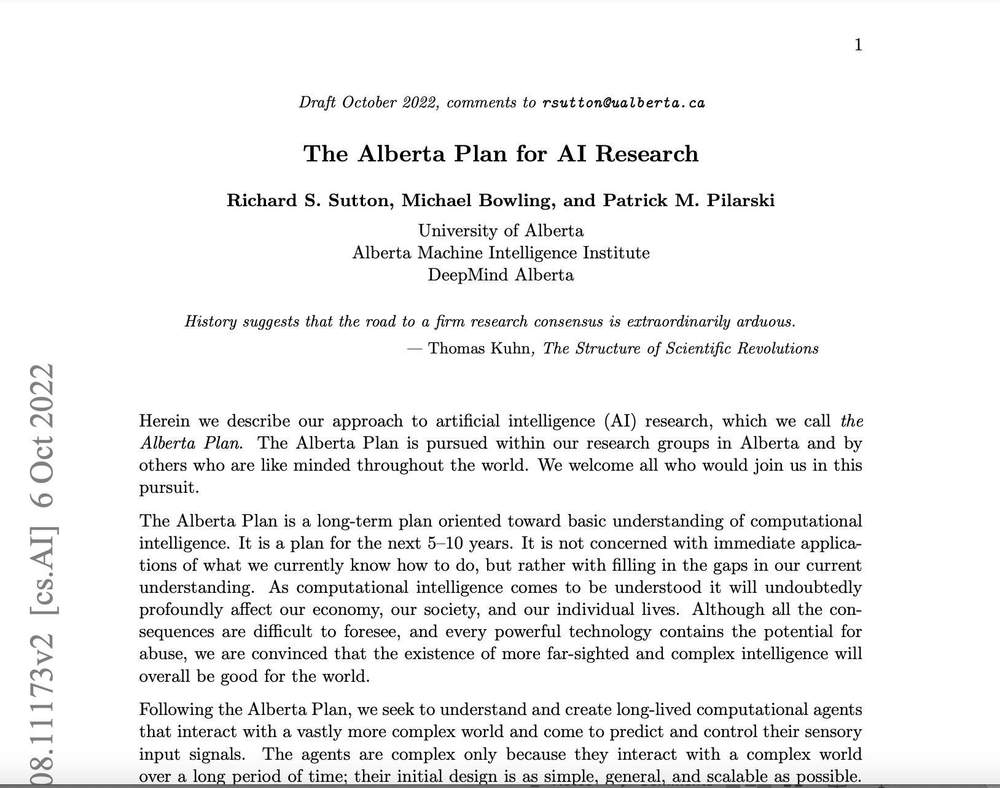 1
Draft October 2022, comments to rsutton@ualberta.ca
The Alberta Plan for AI Research
Richard S. Sutton, Michael Bowling, and Patrick M. Pilarski
University of Alberta
Alberta Machine Intelligence Institute
DeepMind Alberta
History suggests that the road to a firm research consensus is extraordinarily arduous.
— Thomas Kuhn, The Structure of Scientific Revolutions
Herein we describe our approach to artificial intelligence (AI) research, which we call the
Alberta Plan. The Alberta Plan is pursued within our research groups in Alberta and by
others who are like minded throughout the world. We welcome all who would join us in this
pursuit.
The Alberta Plan is a long-term plan oriented toward basic understanding of computational
intelligence. It is a plan for the next 5–10 years. It is not concerned with immediate applica-
tions of what we currently know how to do, but rather with filling in the gaps in our current
understanding. As computational intelligence comes to be understood it will undoubtedly
profoundly affect our economy, our society, and our individual lives. Although all the con-
sequences are difficult to foresee, and every powerful technology contains the potential for
abuse, we are convinced that the existence of more far-sighted and complex intelligence will
overall be good for the world.
Following the Alberta Plan, we seek to understand and create long-lived computational agents
that interact with a vastly more complex world and come to predict and control their sensory
input signals. The agents are complex only because they interact with a complex world
over a long period of time; their initial design is as simple, general, and scalable as possible.
08.11173v2 [cs.AI] 6 Oct 2022